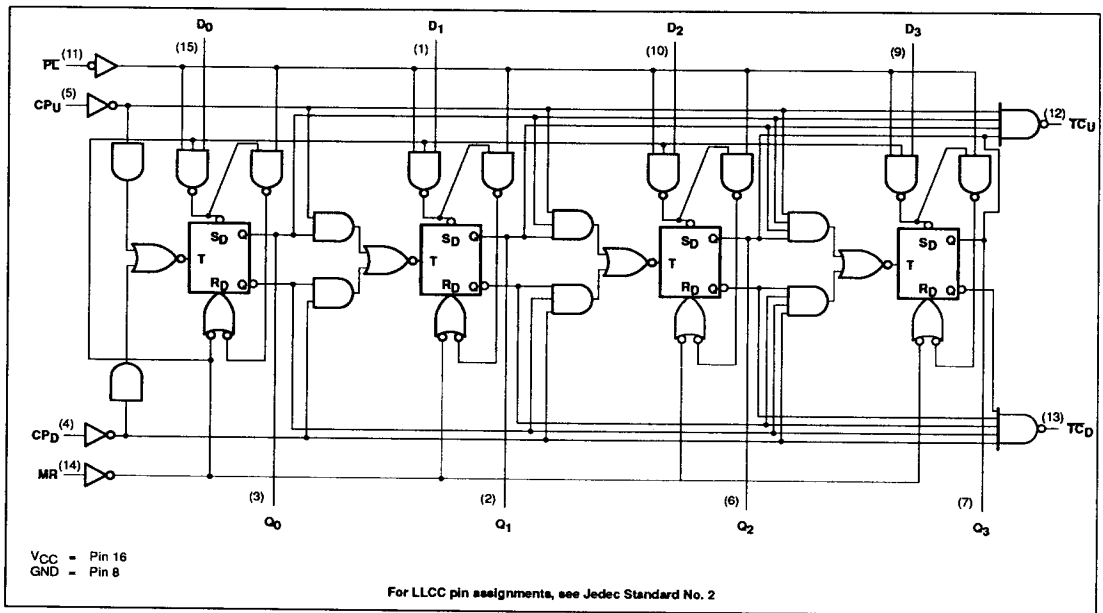 D0 D1 D2 D3
PL (11) (15) (1) (10) (9)
CPU (5)
(12) TCU
SD Q SD Q SD Q SD Q
T T T T
RD Q RD Q RD Q RD Q
CPD (4)
(13) TCD
MR (14)
(3) (2) (6) (7)
Q0 Q1 Q2 Q3
VCC = Pin 16
GND = Pin 8
For LLCC pin assignments, see Jedec Standard No. 2